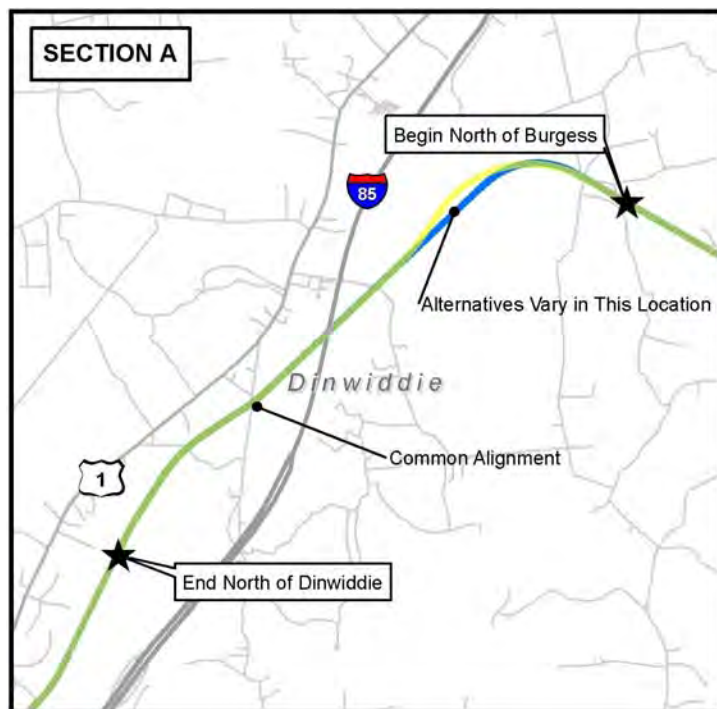 SECTION A
Begin North of Burgess
85
Alternatives Vary in This Location
Dinwiddie
Common Alignment
1
End North of Dinwiddie